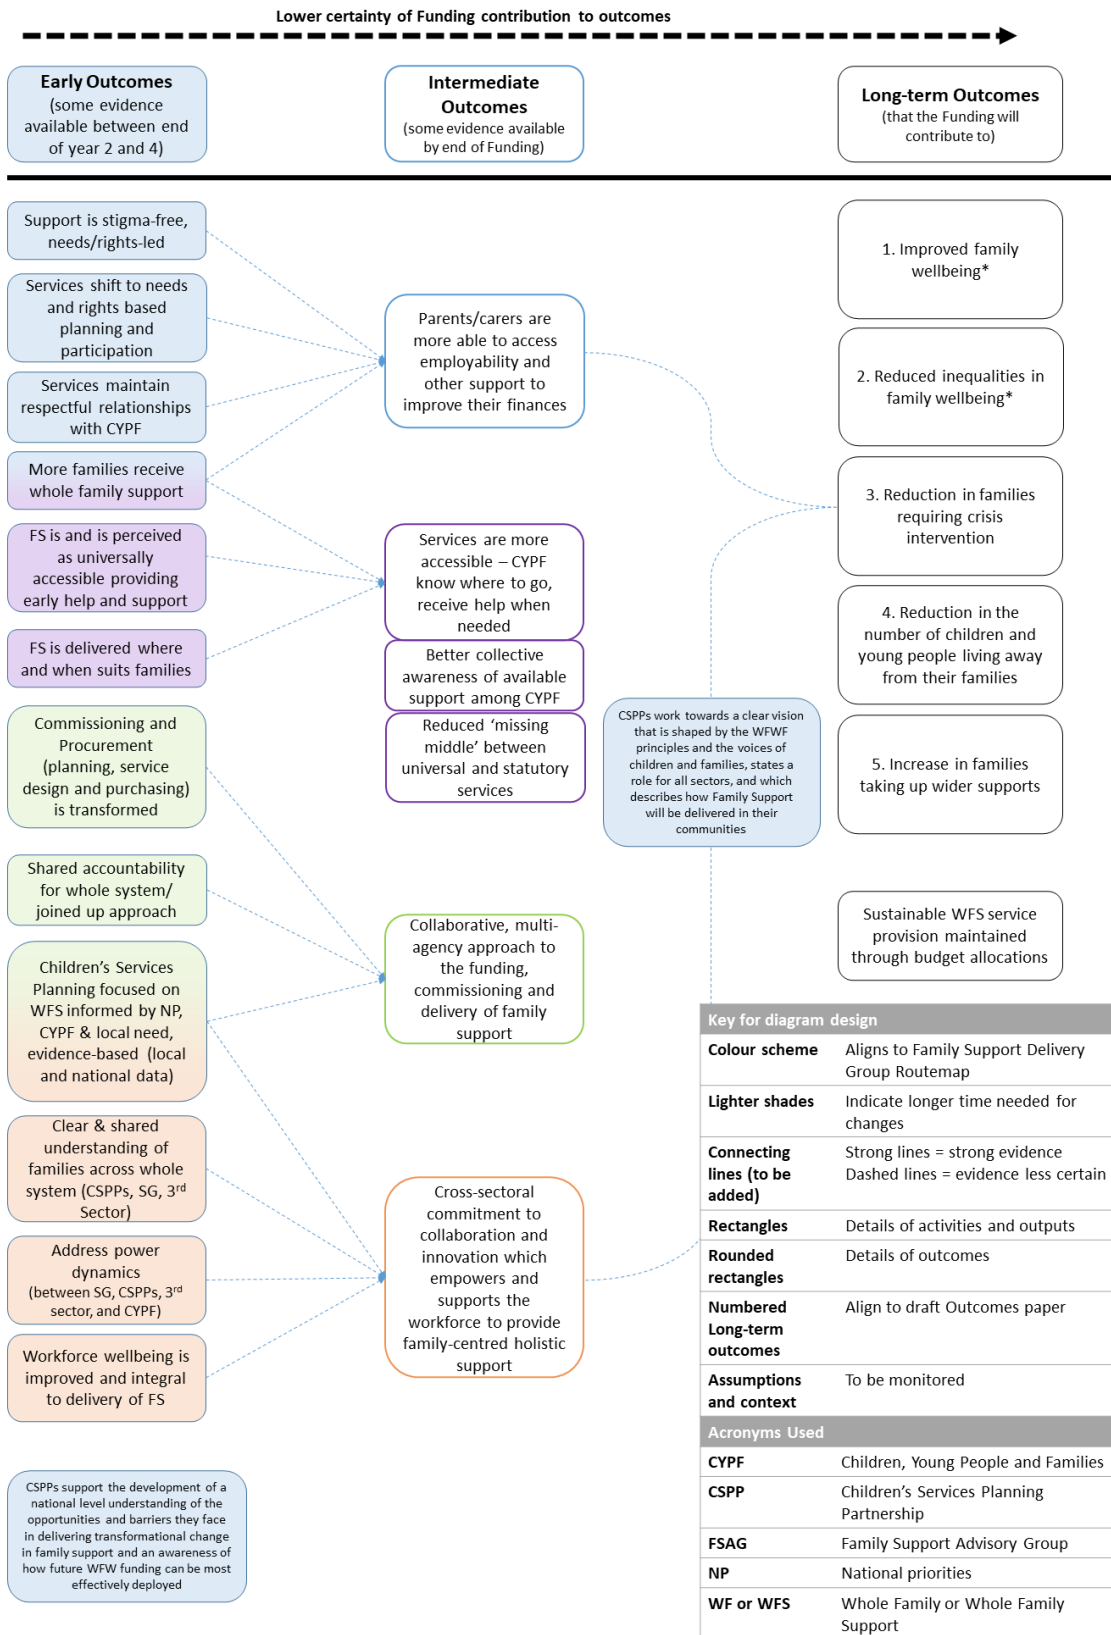 Lower certainty of Funding contribution to outcomes
Early Outcomes
(some evidence
available between end
of year 2 and 4)
Intermediate
Outcomes
(some evidence available
by end of Funding)
Long-term Outcomes
(that the Funding will
contribute to)
Support is stigma-free,
needs/rights-led
Services shift to needs
and rights based
planning and
participation
Services maintain
respectful relationships
with CYPF
More families receive
whole family support
FS is and is perceived
as universally
accessible providing
early help and support
FS is delivered where
and when suits families
Commissioning and
Procurement
(planning, service
design and purchasing)
is transformed
Shared accountability
for whole system/
joined up approach
Children's Services
Planning focused on
WFS informed by NP,
CYPF & local need,
evidence-based (local
and national data)
Clear & shared
understanding of
families across whole
system (CSPPs, SG, 3rd
Sector)
Address power
dynamics
(between SG, CSPPs, 3rd
sector, and CYPF)
Workforce wellbeing is
improved and integral
to delivery of FS
CSPPs support the development of a
national level understanding of the
opportunities and barriers they face
in delivering transformational change
in family support and an awareness of
how future WFW funding can be most
effectively deployed
Parents/carers are
more able to access
employability and
other support to
improve their finances
Services are more
accessible – CYPF
know where to go,
receive help when
needed
Better collective
awareness of available
support among CYPF
Reduced 'missing
middle' between
universal and statutory
services
Collaborative, multi-
agency approach to
the funding,
commissioning and
delivery of family
support
Cross-sectoral
commitment to
collaboration and
innovation which
empowers and
supports the
workforce to provide
family-centred holistic
support
CSPPs work towards a clear vision
that is shaped by the WFWF
principles and the voices of
children and families, states a
role for all sectors, and which
describes how Family Support
will be delivered in their
communities
1. Improved family
wellbeing*
2. Reduced inequalities in
family wellbeing*
3. Reduction in families
requiring crisis
intervention
4. Reduction in the
number of children and
young people living away
from their families
5. Increase in families
taking up wider supports
Sustainable WFS service
provision maintained
through budget allocations
Key for diagram design
Colour scheme Aligns to Family Support Delivery
Group Routemap
Lighter shades Indicate longer time needed for
changes
Connecting Strong lines = strong evidence
lines (to be Dashed lines = evidence less certain
added)
Rectangles Details of activities and outputs
Rounded Details of outcomes
rectangles
Numbered Align to draft Outcomes paper
Long-term
outcomes
Assumptions To be monitored
and context
Acronyms Used
CYPF Children, Young People and Families
CSPP Children's Services Planning
Partnership
FSAG Family Support Advisory Group
NP National priorities
WF or WFS Whole Family or Whole Family
Support